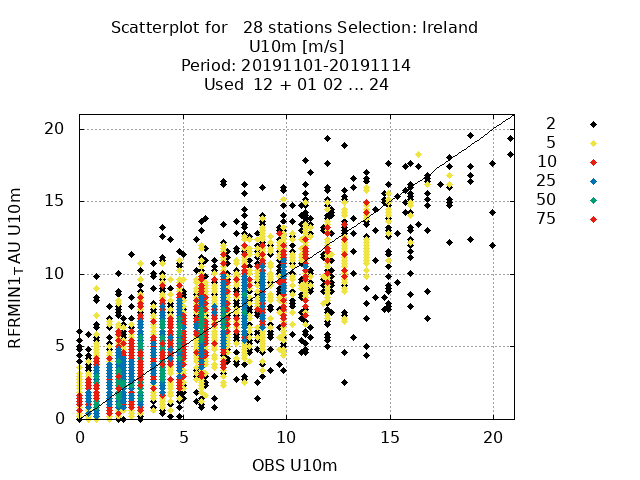 Scatterplot for   28 stations Selection: Ireland
U10m [m/s]
Period: 20191101-20191114
Used  12 + 01 02 ... 24
20
15
10
5
0
0
5
10
15
20
RFRMIN1_T AU U10m
OBS U10m
2
5
10
25
50
75